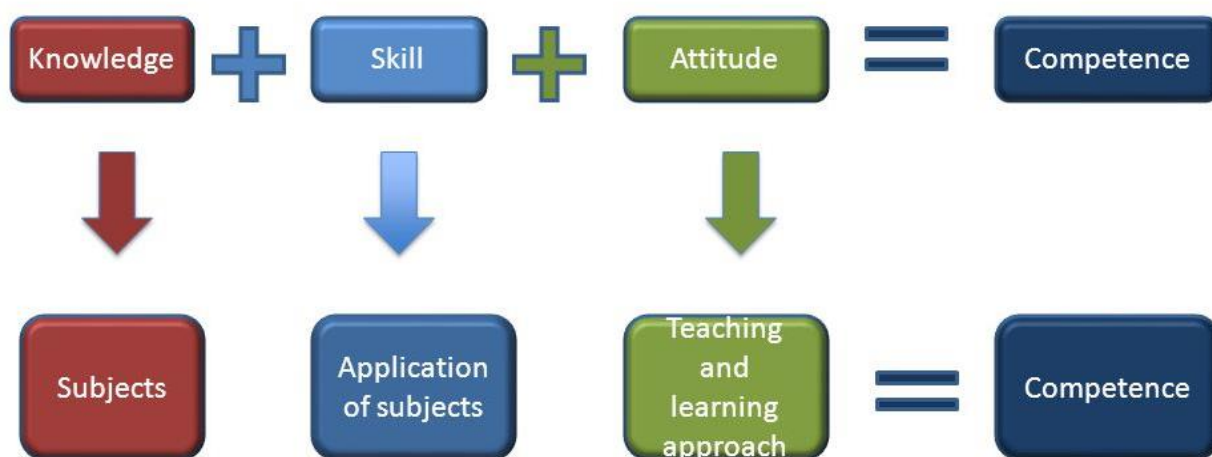 Knowledge
Skill
Attitude
Competence
Subjects
Application
of subjects
Teaching
and
learning
approach
Competence